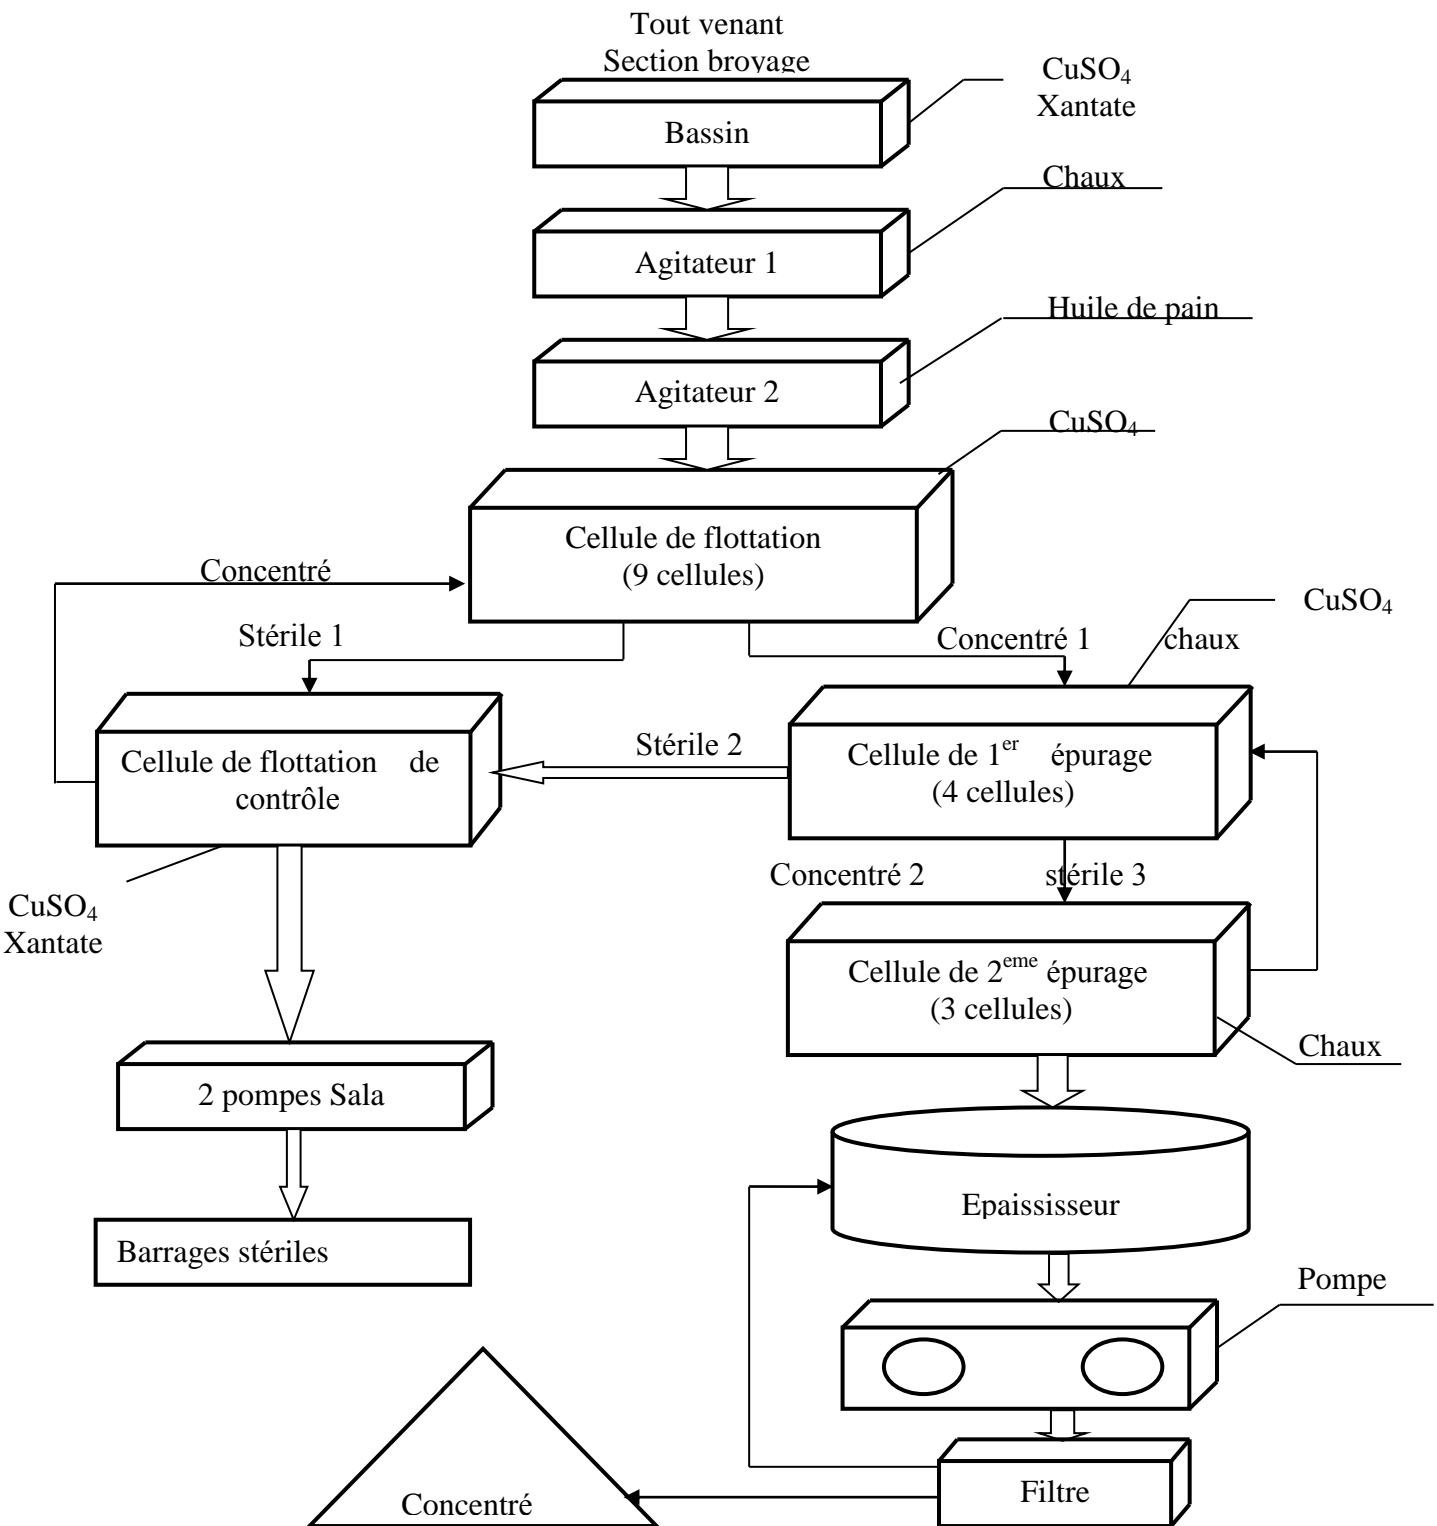 Tout venant
Section broyage
CuSO₄
Xantate
Bassin
Chaux
Agitateur 1
Huile de pain
Agitateur 2
CuSO₄
Cellule de flottation
(9 cellules)
Concentré
CuSO₄
Stérile 1
Concentré 1 chaux
Stérile 2
Cellule de flottation de
contrôle
Cellule de 1er épurage
(4 cellules)
Concentré 2 stérile 3
CuSO₄
Xantate
Cellule de 2eme épurage
(3 cellules)
Chaux
2 pompes Sala
Epaississeur
Barrages stériles
Pompe
Filtre
Concentré